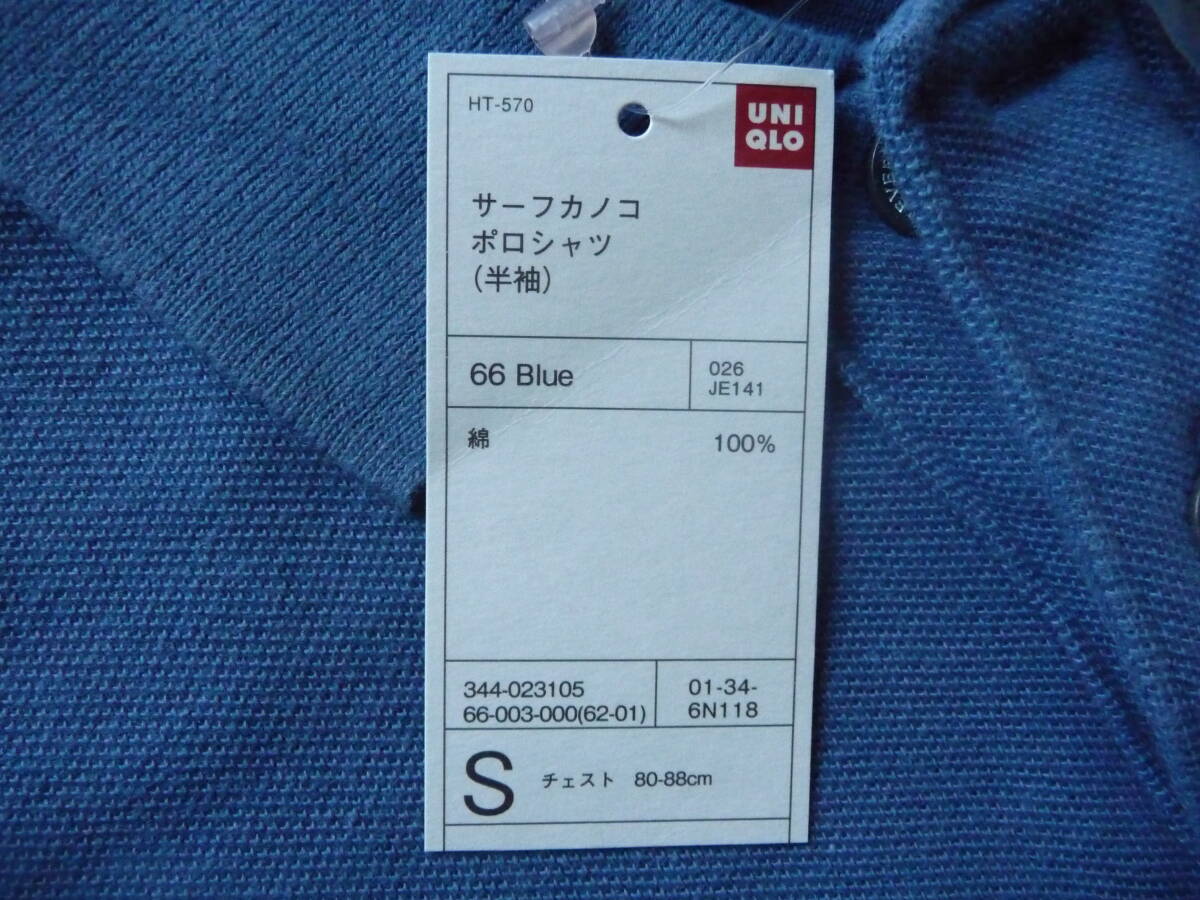 HT-570
UNI
QLO
サーフカノコ
ポロシャツ
(半袖)
66 Blue
026
JE141
綿 100%
344-023105
66-003-000(62-01)
01-34-
6N118
S チェスト 80-88cm